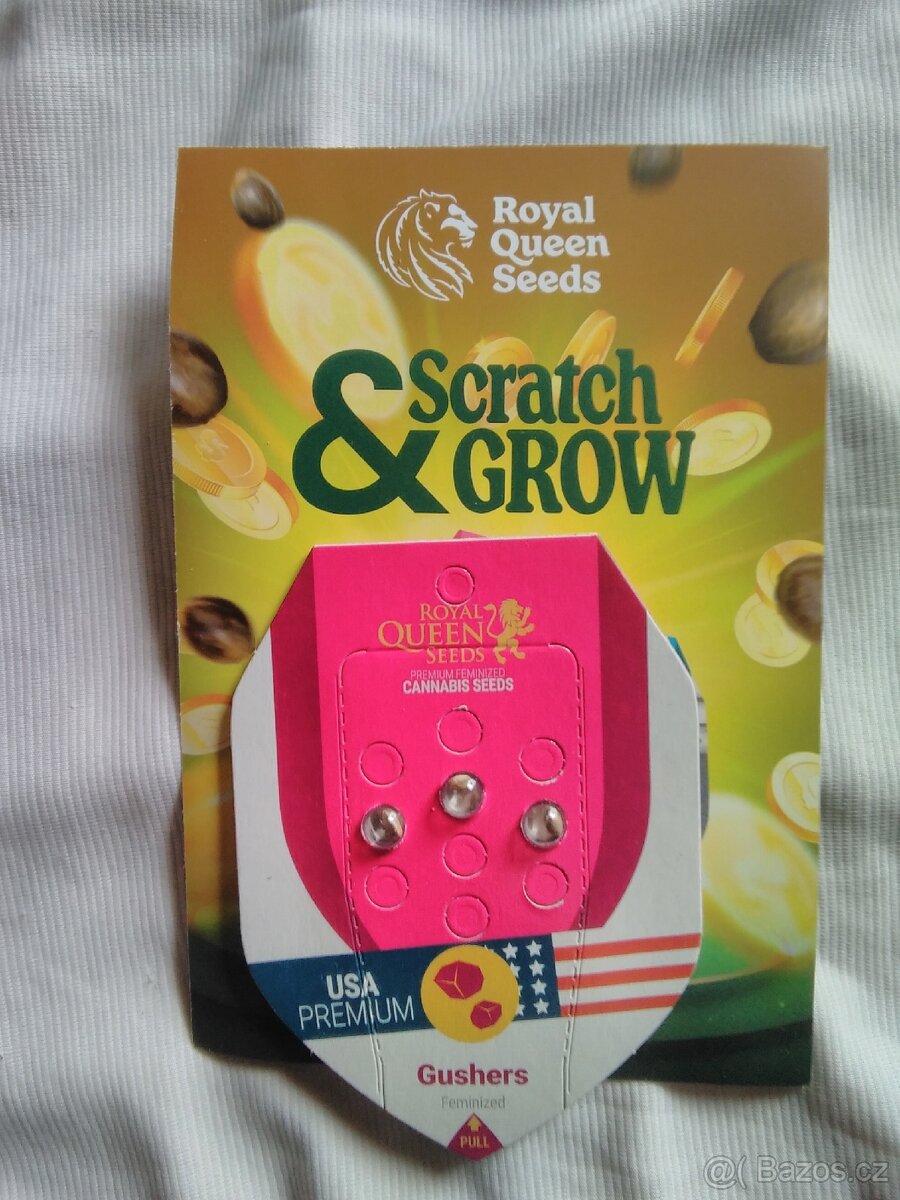 Royal
Queen
Seeds
& Scratch
GROW
ROYAL
QUEEN
SEEDS
PREMIUM FEMINIZED
CANNABIS SEEDS
USA
PREMIUM
Gushers
Feminized
PULL
@( Bazos.cz